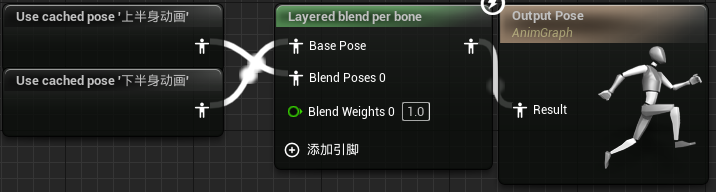 Use cached pose '上半身动画'
Use cached pose '下半身动画'
Layered blend per bone
Base Pose
Blend Poses 0
Blend Weights 0 1.0
添加引脚
Output Pose
AnimGraph
Result